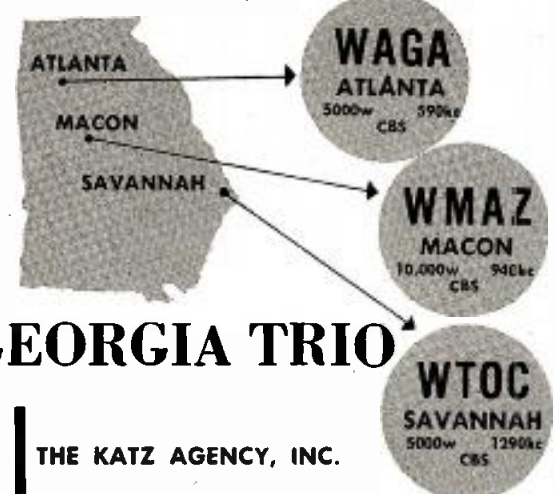 ATLANTA
MACON
SAVANNAH
WAGA
ATLANTA
5000w 590kc
CBS
WMAZ
MACON
10,000w 940kc
CBS
WTOC
SAVANNAH
5000w 1290kc
CBS
GEORGIA TRIO
THE KATZ AGENCY, INC.